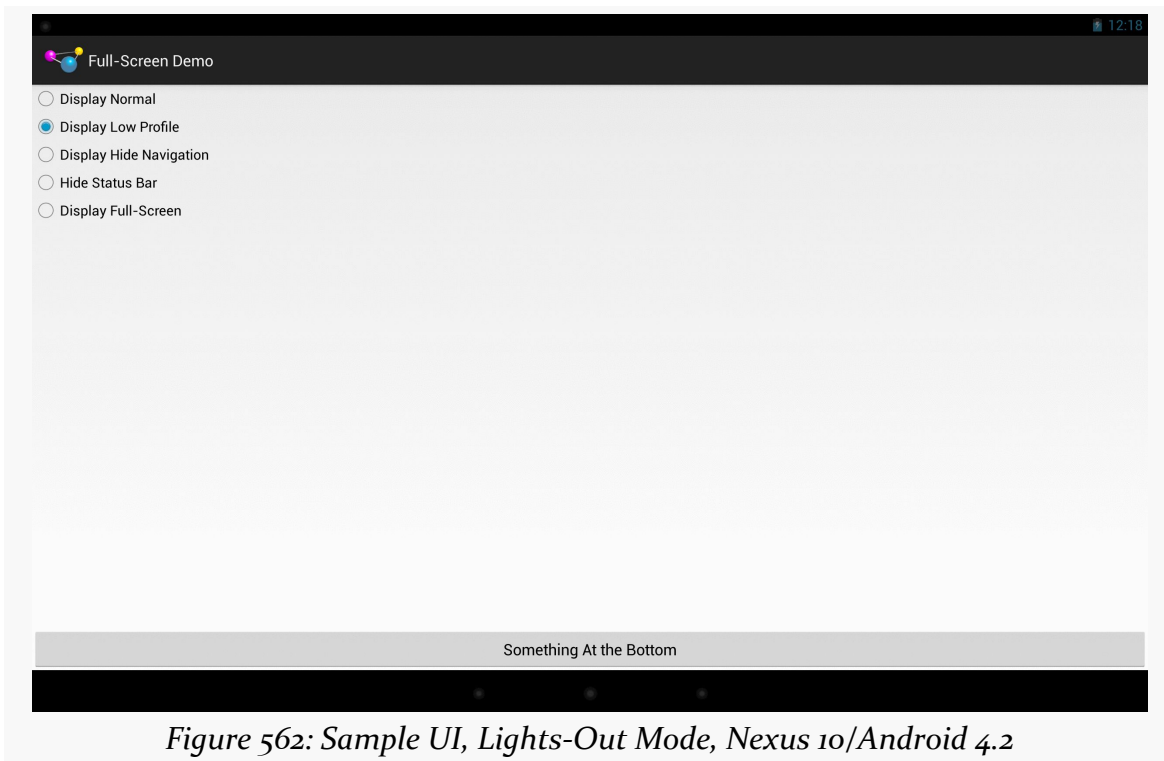 12:18
Full-Screen Demo
Display Normal
Display Low Profile
Display Hide Navigation
Hide Status Bar
Display Full-Screen
Something At the Bottom
Figure 562: Sample UI, Lights-Out Mode, Nexus 10/Android 4.2